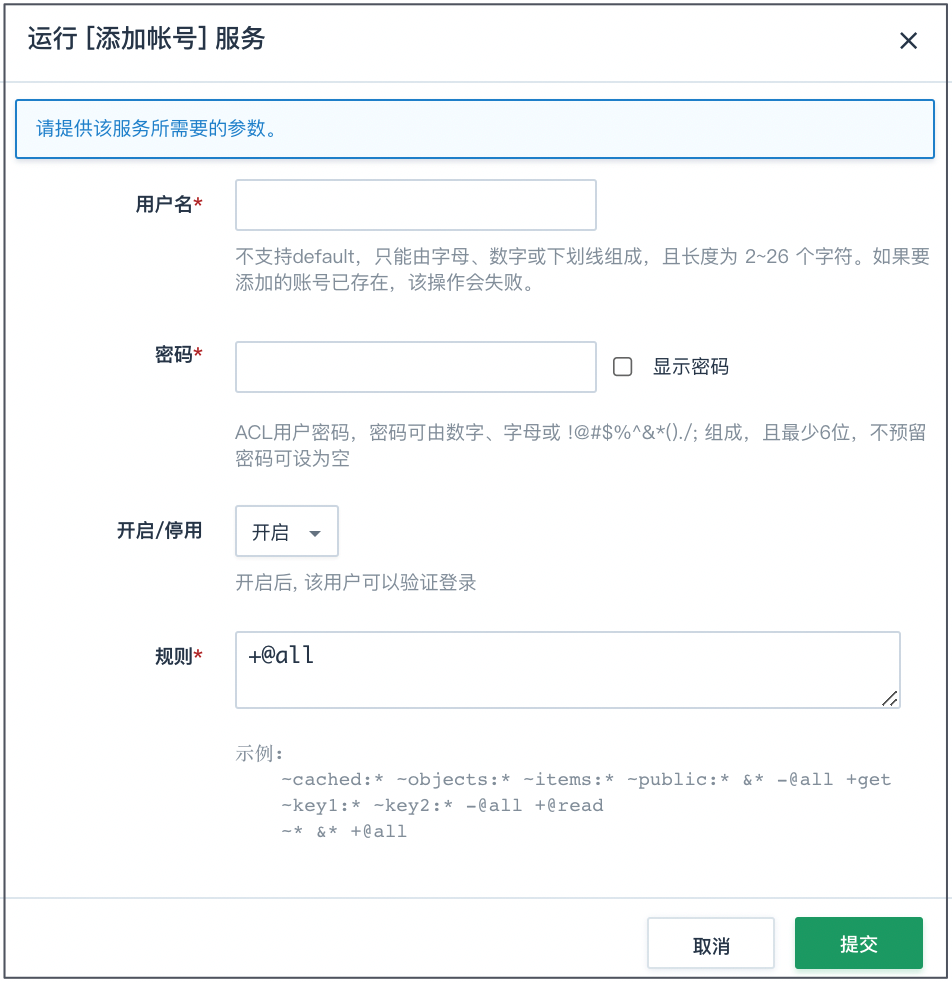 运行 [添加帐号] 服务
请提供该服务所需要的参数。
用户名*
不支持default，只能由字母、数字或下划线组成，且长度为 2~26 个字符。如果要
添加的账号已存在，该操作会失败。
密码*
显示密码
ACL用户密码，密码可由数字、字母或 !@#$%^&*()./; 组成，且最少6位，不预留
密码可设为空
开启/停用
开启
开启后, 该用户可以验证登录
规则*
+@all
示例：
~cached:* ~objects:* ~items:* ~public:* &* -@all +get
~key1:* ~key2:* -@all +@read
~* &* +@all
取消
提交